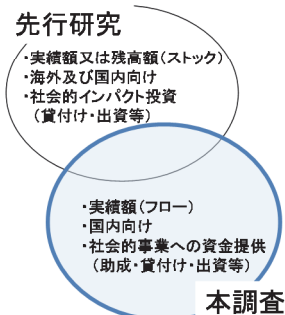 先行研究
・実績額又は残高額（ストック）
・海外及び国内向け
・社会的インパクト投資
（貸付け・出資等）
・実績額（フロー）
・国内向け
・社会的事業への資金提供
（助成・貸付け・出資等）
本調査